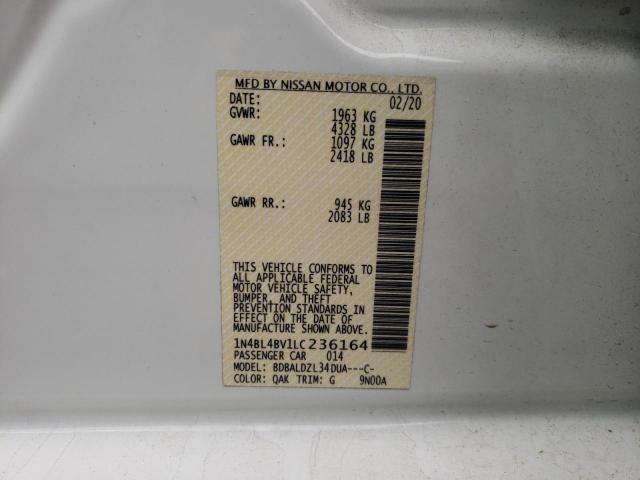 MFD BY NISSAN MOTOR CO., LTD.
DATE: 02/20
GVWR: 1963 KG
4328 LB
GAWR FR.: 1097 KG
2418 LB
GAWR RR.: 945 KG
2083 LB
THIS VEHICLE CONFORMS TO
ALL APPLICABLE FEDERAL
MOTOR VEHICLE SAFETY,
BUMPER, AND THEFT
PREVENTION STANDARDS IN
EFFECT ON THE DATE OF
MANUFACTURE SHOWN ABOVE.
1N4BL4BV1LC236164
PASSENGER CAR 014
MODEL: BDBALDZL34DUA---C-
COLOR: QAK TRIM: G 9N00A